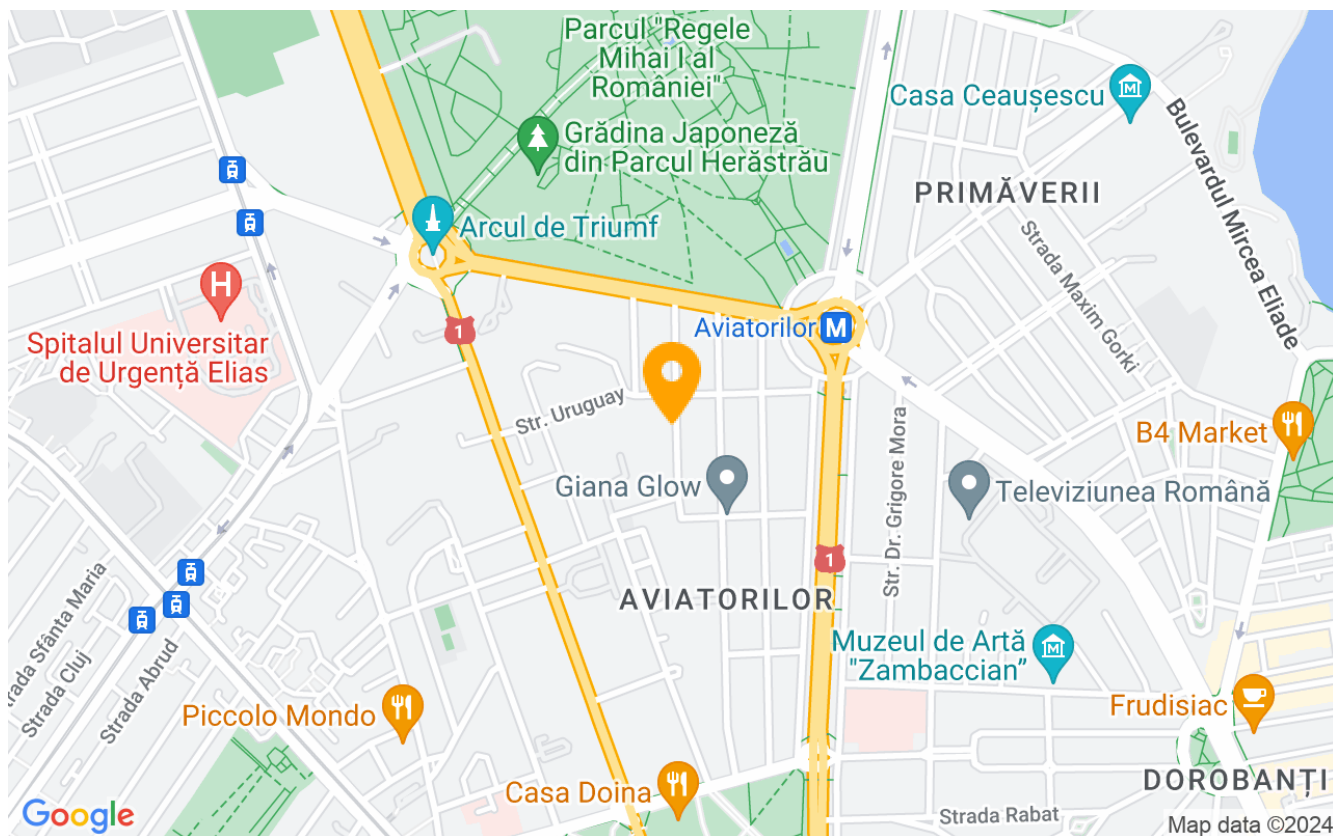 Parcul "Regele
Mihai I al
României"
Casa Ceaușescu
Grădina Japoneză
din Parcul Herăstrău
Bulevardul Mircea Eliade
PRIMĂVERII
Arcul de Triumf
Strada Maxim Gorki
H
Spitalul Universitar
de Urgență Elias
1
Aviatorilor
M
Str. Uruguay
B4 Market
Giana Glow
Str. Dr. Grigore Mora
Televiziunea Română
1
AVIATORILOR
Strada Sfânta Maria
Strada Cluj
Strada Abrud
Muzeul de Artă
"Zambaccian”
Piccolo Mondo
Frudisiac
Casa Doina
DOROBANȚI
Google
Strada Rabat
Map data ©2024